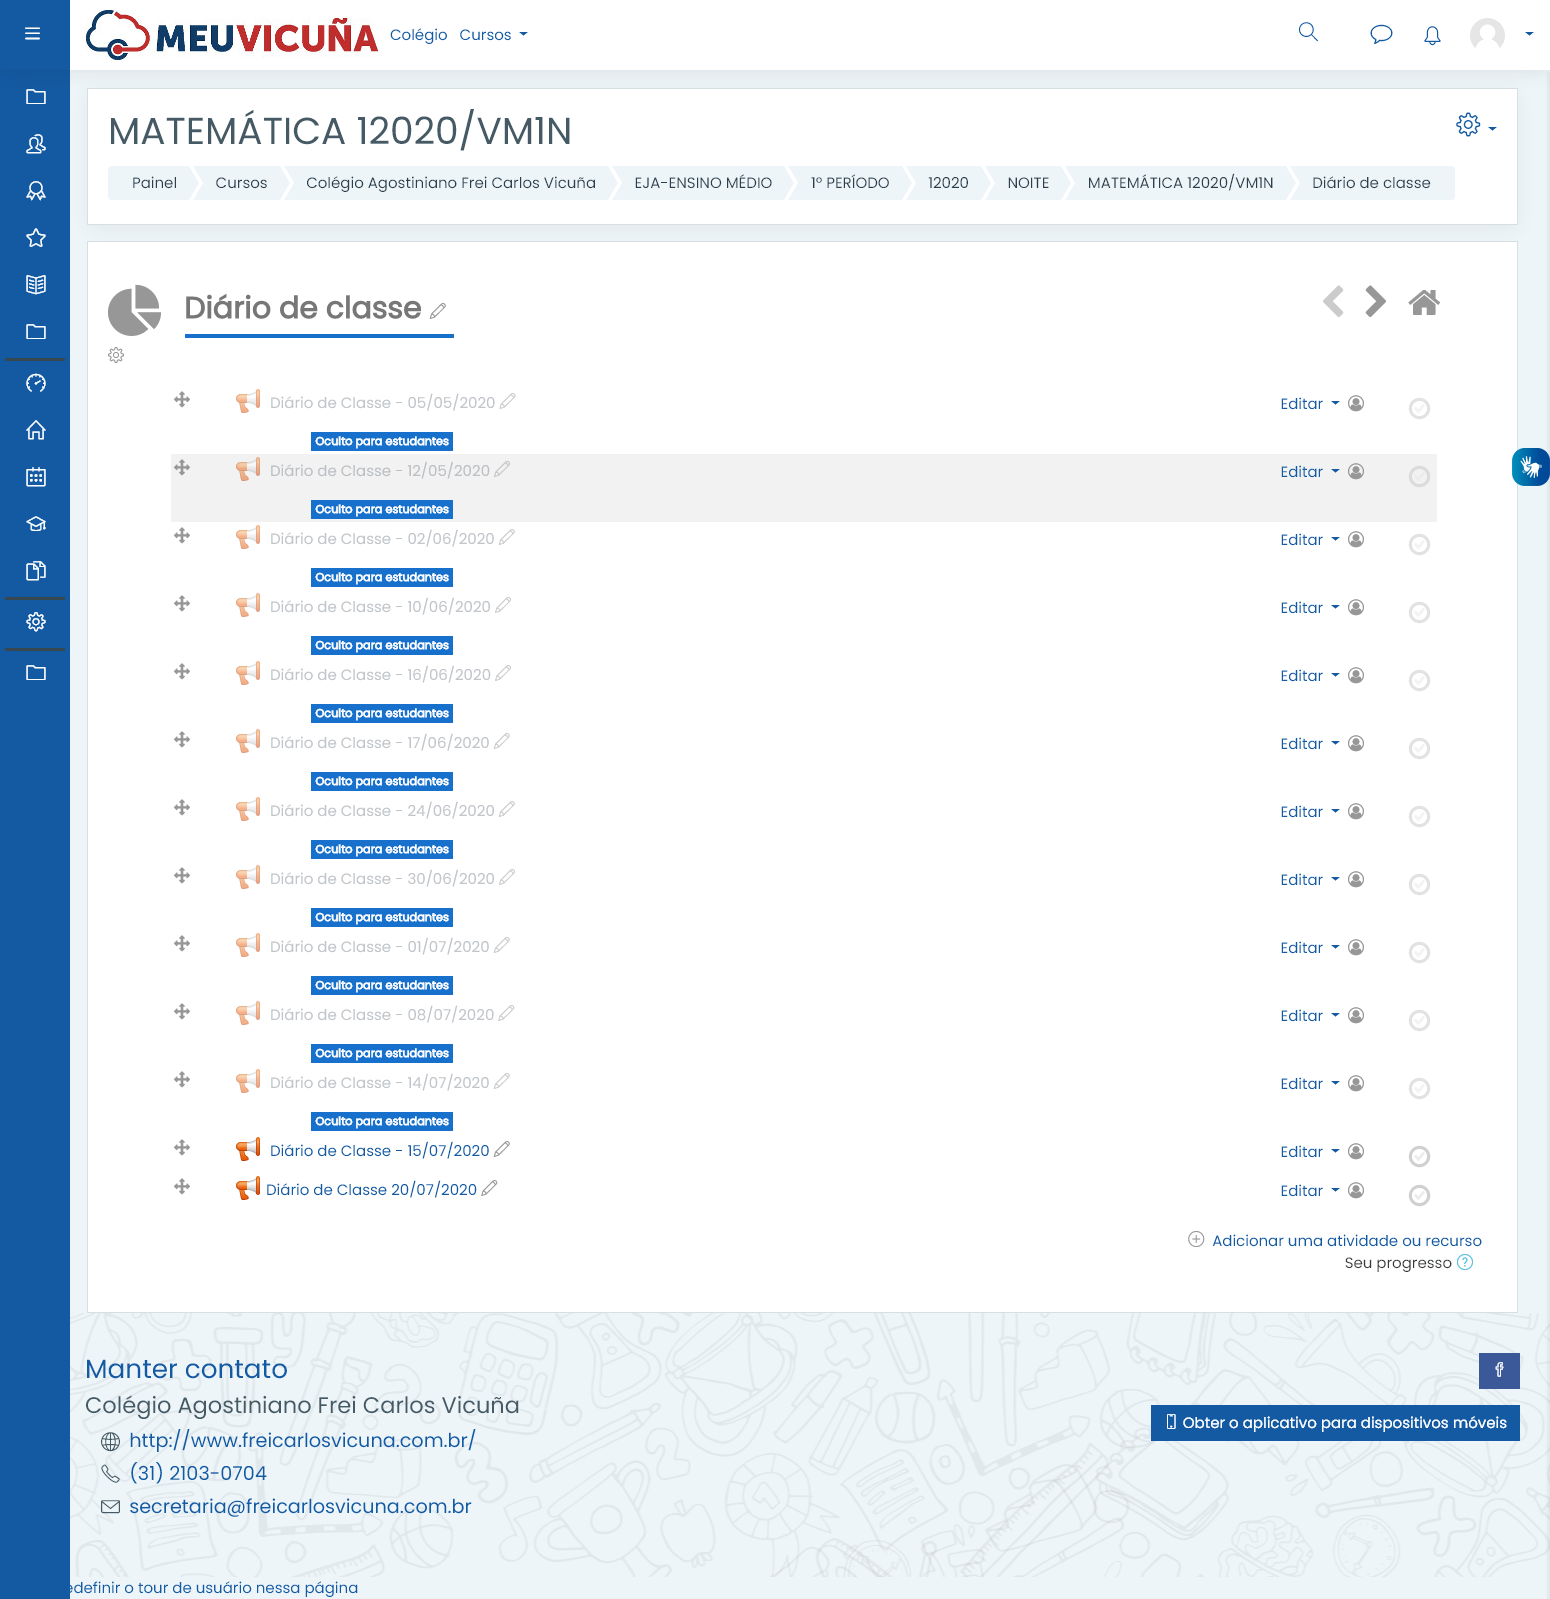 MEUVICUÑA Colégio Cursos
MATEMÁTICA 12020/VM1N
Painel Cursos Colégio Agostiniano Frei Carlos Vicuña EJA-ENSINO MÉDIO 1º PERÍODO 12020 NOITE MATEMÁTICA 12020/VM1N Diário de classe
Diário de classe
Diário de Classe - 05/05/2020 Editar
Oculto para estudantes
Diário de Classe - 12/05/2020 Editar
Oculto para estudantes
Diário de Classe - 02/06/2020 Editar
Oculto para estudantes
Diário de Classe - 10/06/2020 Editar
Oculto para estudantes
Diário de Classe - 16/06/2020 Editar
Oculto para estudantes
Diário de Classe - 17/06/2020 Editar
Oculto para estudantes
Diário de Classe - 24/06/2020 Editar
Oculto para estudantes
Diário de Classe - 30/06/2020 Editar
Oculto para estudantes
Diário de Classe - 01/07/2020 Editar
Oculto para estudantes
Diário de Classe - 08/07/2020 Editar
Oculto para estudantes
Diário de Classe - 14/07/2020 Editar
Oculto para estudantes
Diário de Classe - 15/07/2020 Editar
Diário de Classe 20/07/2020 Editar
Adicionar uma atividade ou recurso
Seu progresso
Manter contato
Colégio Agostiniano Frei Carlos Vicuña
http://www.freicarlosvicuna.com.br/
(31) 2103-0704
secretaria@freicarlosvicuna.com.br
Obter o aplicativo para dispositivos móveis
edefinir o tour de usuário nessa página